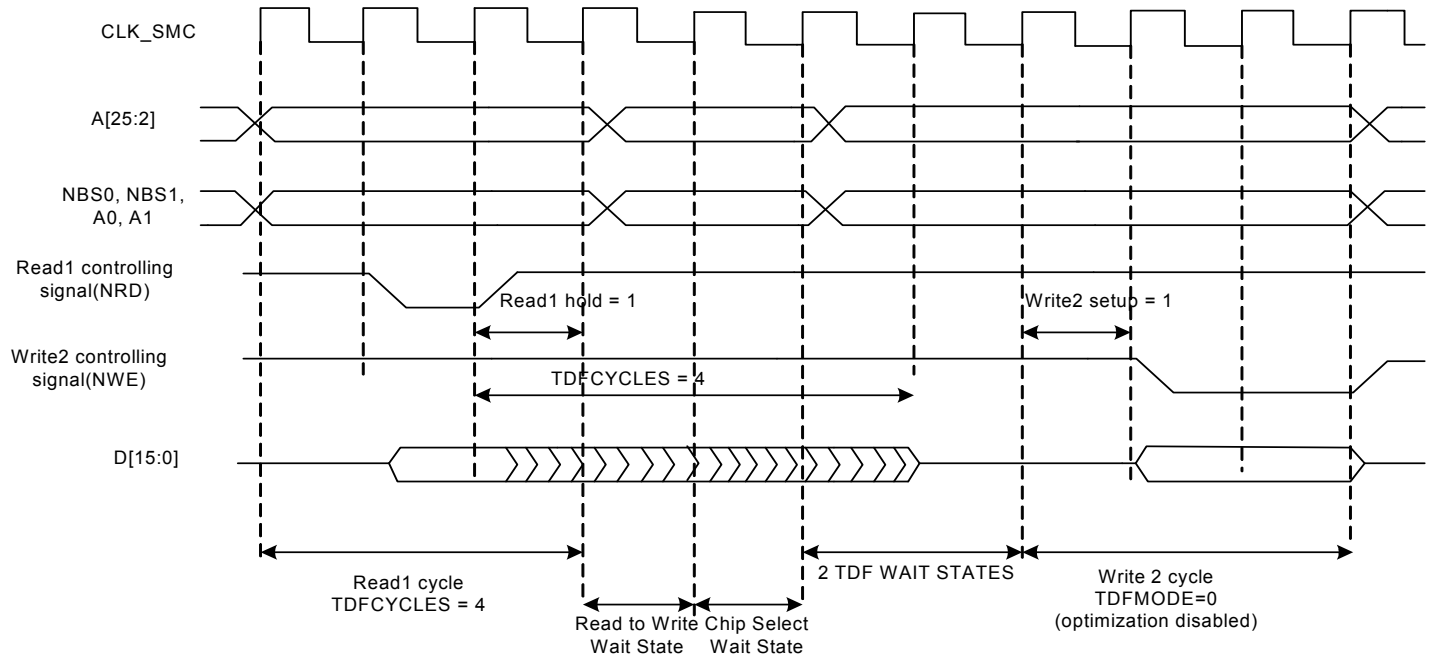 CLK_SMC
A[25:2]
NBS0, NBS1,
A0, A1
Read1 controlling
signal(NRD)
Read1 hold = 1
Write2 setup = 1
Write2 controlling
signal(NWE)
TDFCYCLES = 4
D[15:0]
Read1 cycle
TDFCYCLES = 4
Read to Write
Wait State
Chip Select
Wait State
2 TDF WAIT STATES
Write 2 cycle
TDFMODE=0
(optimization disabled)